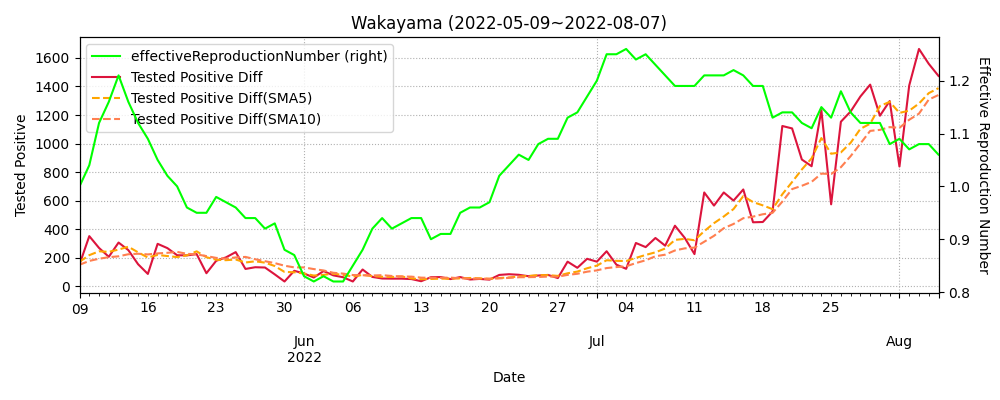 Wakayama (2022-05-09~2022-08-07)
effectiveReproductionNumber (right)
Tested Positive Diff
Tested Positive Diff(SMA5)
Tested Positive Diff(SMA10)
Tested Positive
1600
1400
1200
1000
800
600
400
200
0
Effective Reproduction Number
1.2
1.1
1.0
0.9
0.8
09 16 23 30 06 13 20 27 04 11 18 25
Jun Jul Aug
2022
Date